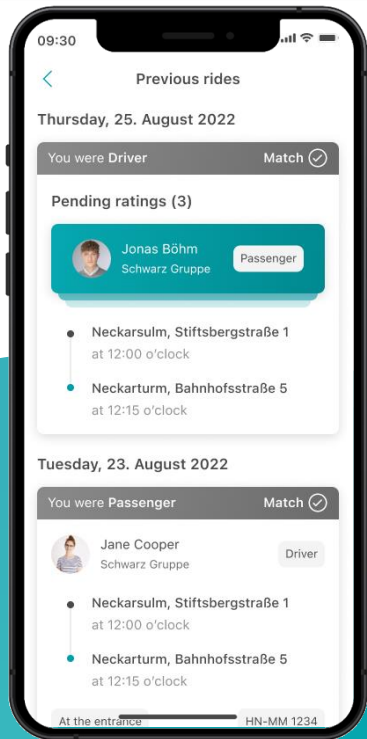 09:30
Previous rides
Thursday, 25. August 2022
You were Driver Match
Pending ratings (3)
Jonas Böhm
Schwarz Gruppe
Passenger
Neckarsulm, Stiftsbergstraße 1
at 12:00 o'clock
Neckarturm, Bahnhofsstraße 5
at 12:15 o'clock
Tuesday, 23. August 2022
You were Passenger Match
Jane Cooper
Schwarz Gruppe
Driver
Neckarsulm, Stiftsbergstraße 1
at 12:00 o'clock
Neckarturm, Bahnhofsstraße 5
at 12:15 o'clock
At the entrance HN-MM 1234